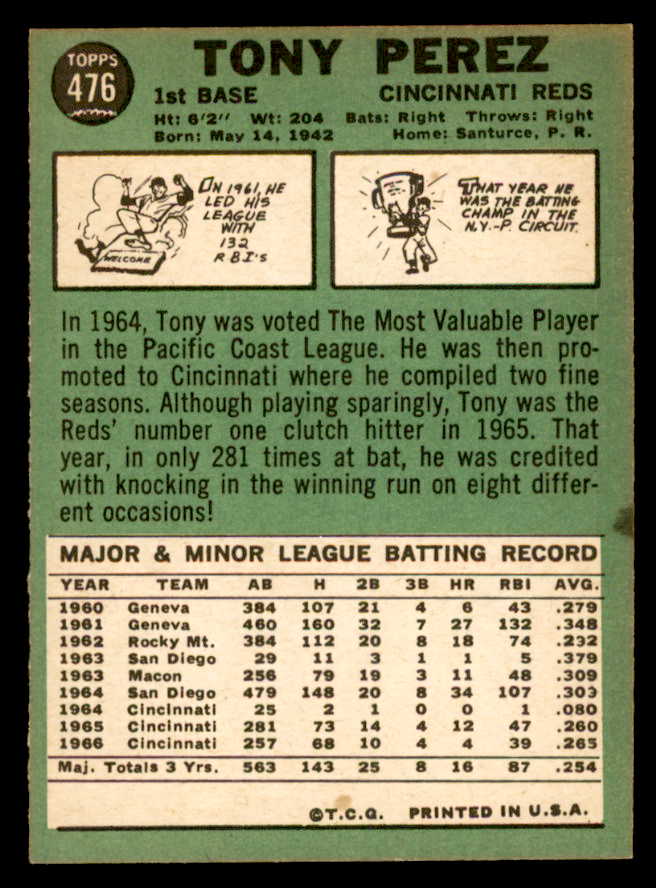 TOPPS
476
TONY PEREZ
1st BASE CINCINNATI REDS
Ht: 6'2" Wt: 204 Bats: Right Throws: Right
Born: May 14, 1942 Home: Santurce, P. R.
WELCOME
IN 1961, HE
LED HIS
LEAGUE
WITH
132
RBI'S
THAT YEAR HE
WAS THE BATTING
CHAMP IN THE
N.Y.-P. CIRCUIT.
In 1964, Tony was voted The Most Valuable Player
in the Pacific Coast League. He was then pro-
moted to Cincinnati where he compiled two fine
seasons. Although playing sparingly, Tony was the
Reds' number one clutch hitter in 1965. That
year, in only 281 times at bat, he was credited
with knocking in the winning run on eight differ-
ent occasions!
MAJOR & MINOR LEAGUE BATTING RECORD
YEAR TEAM AB H 2B 3B HR RBI AVG.
1960 Geneva 384 107 21 4 6 43 .279
1961 Geneva 460 160 32 7 27 132 .348
1962 Rocky Mt. 384 112 20 8 18 74 .292
1963 San Diego 29 11 3 1 1 5 .379
1963 Macon 256 79 19 3 11 48 .309
1964 San Diego 479 148 20 8 34 107 .303
1964 Cincinnati 25 2 1 0 0 1 .080
1965 Cincinnati 281 73 14 4 12 47 .260
1966 Cincinnati 257 68 10 4 4 39 .265
Maj. Totals 3 Yrs. 563 143 25 8 16 87 .254
©T.C.G. PRINTED IN U.S.A.